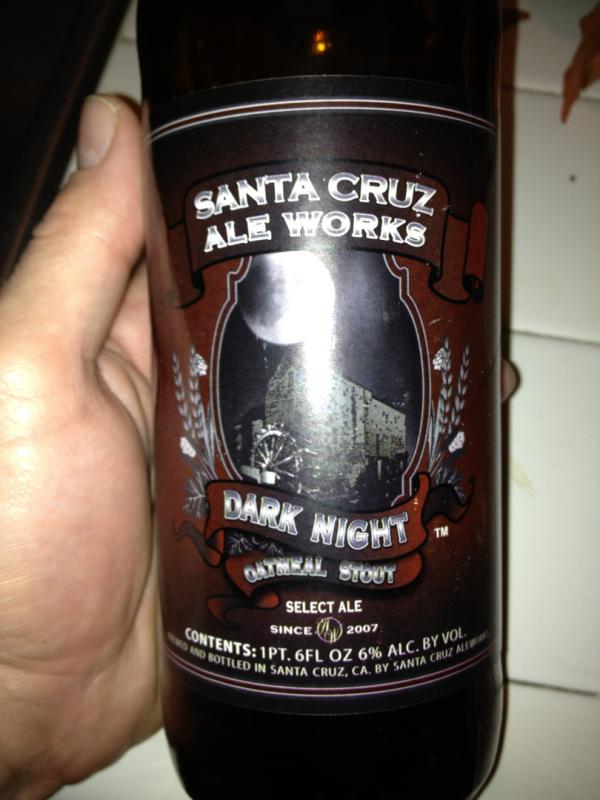 SANTA CRUZ
ALE WORKS
DARK NIGHT
TM
OATMEAL STOUT
SELECT ALE
SINCE AW 2007
CONTENTS: 1PT. 6FL OZ 6% ALC. BY VOL.
AND BOTTLED IN SANTA CRUZ, CA. BY SANTA CRUZ ALEWORKS